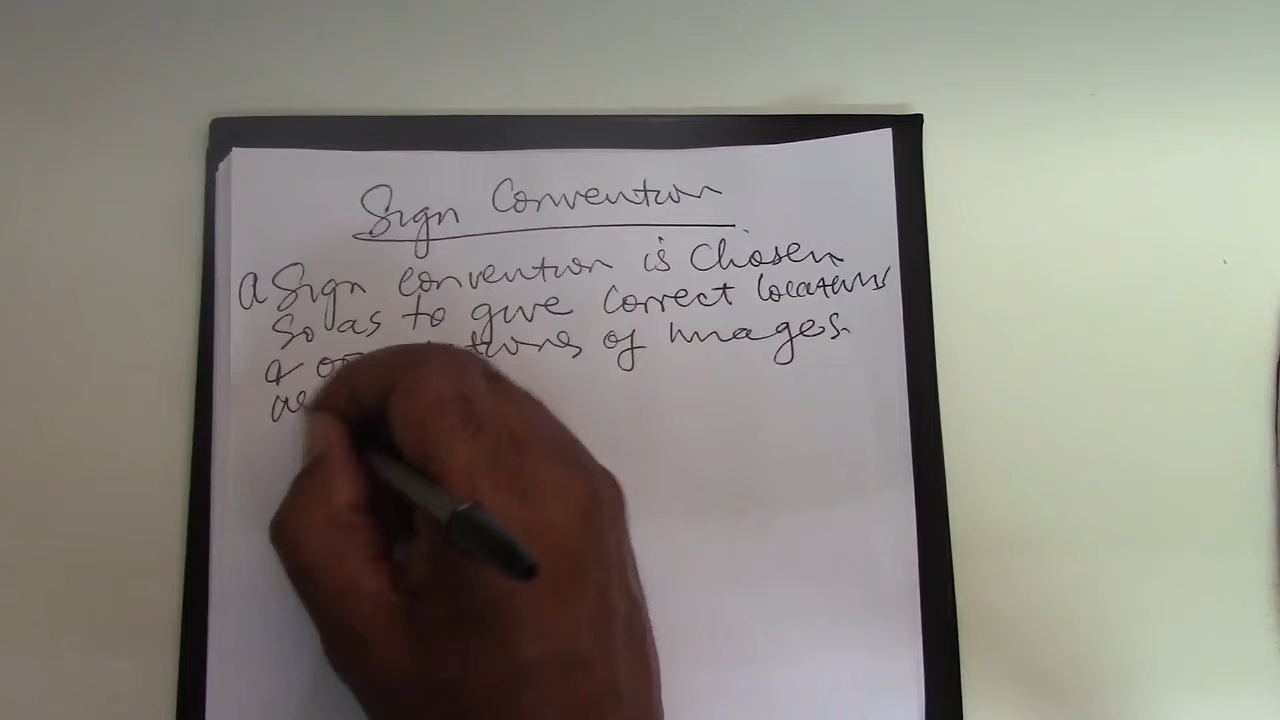 Sign Convention
a Sign convention is chosen
So as to give correct locations
& of images